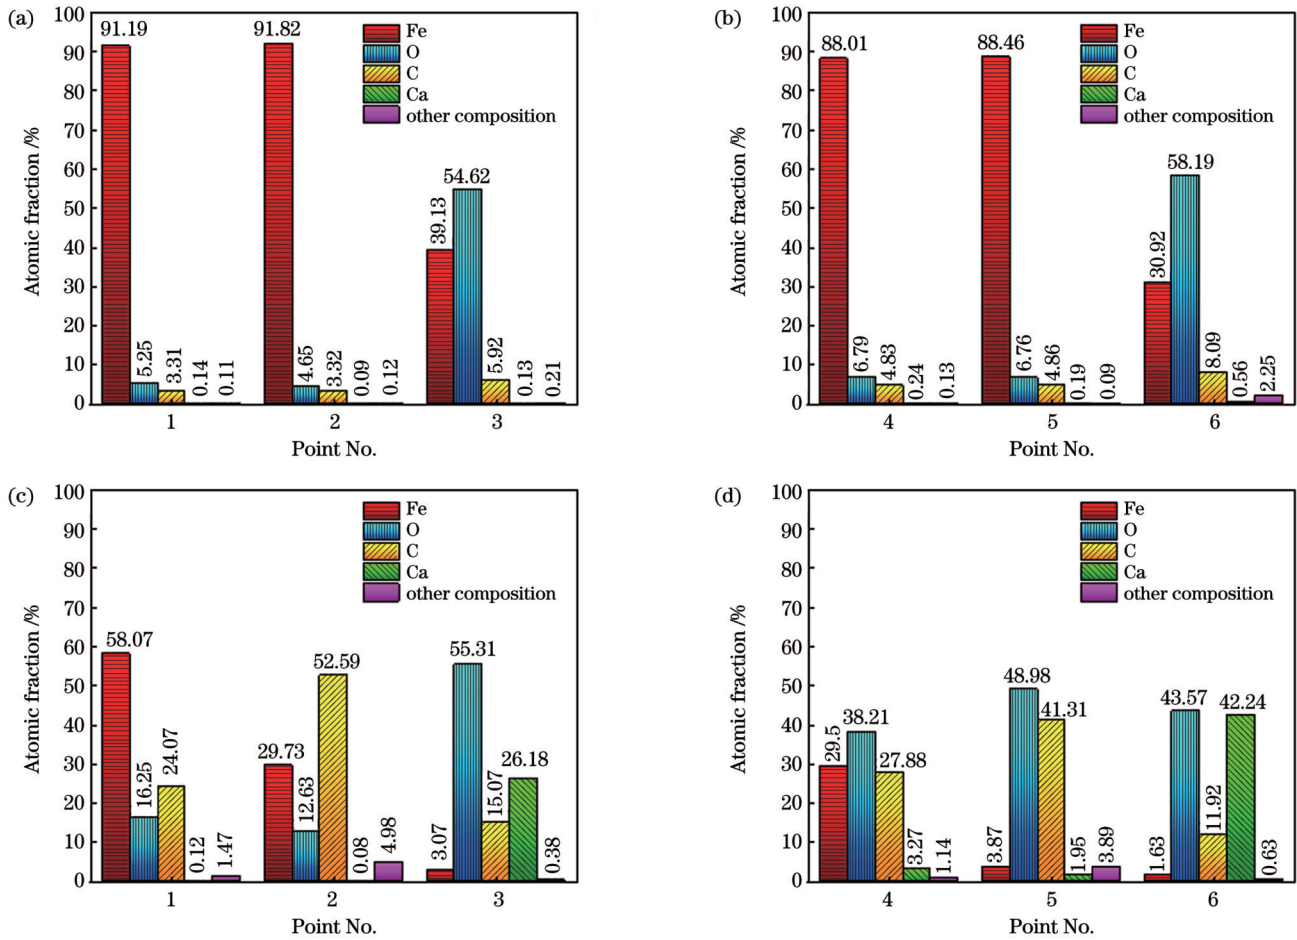 (a)
100
90
80
70
60
50
40
30
20
10
0
Atomic fraction /%
91.19
5.25
3.31
0.14
0.11
91.82
4.65
3.32
0.09
0.12
39.13
54.62
5.92
0.13
0.21
Fe
O
C
Ca
other composition
1 2 3
Point No.
(b)
100
90
80
70
60
50
40
30
20
10
0
Atomic fraction /%
88.01
6.79
4.83
0.24
0.13
88.46
6.76
4.86
0.19
0.09
30.92
58.19
8.09
0.56
2.25
Fe
O
C
Ca
other composition
4 5 6
Point No.
(c)
100
90
80
70
60
50
40
30
20
10
0
Atomic fraction /%
58.07
16.25
24.07
0.12
1.47
29.73
12.63
52.59
0.08
4.98
3.07
55.31
15.07
26.18
0.38
Fe
O
C
Ca
other composition
1 2 3
Point No.
(d)
100
90
80
70
60
50
40
30
20
10
0
Atomic fraction /%
29.5
38.21
27.88
3.27
1.14
3.87
48.98
41.31
1.95
3.89
1.63
43.57
11.92
42.24
0.63
Fe
O
C
Ca
other composition
4 5 6
Point No.